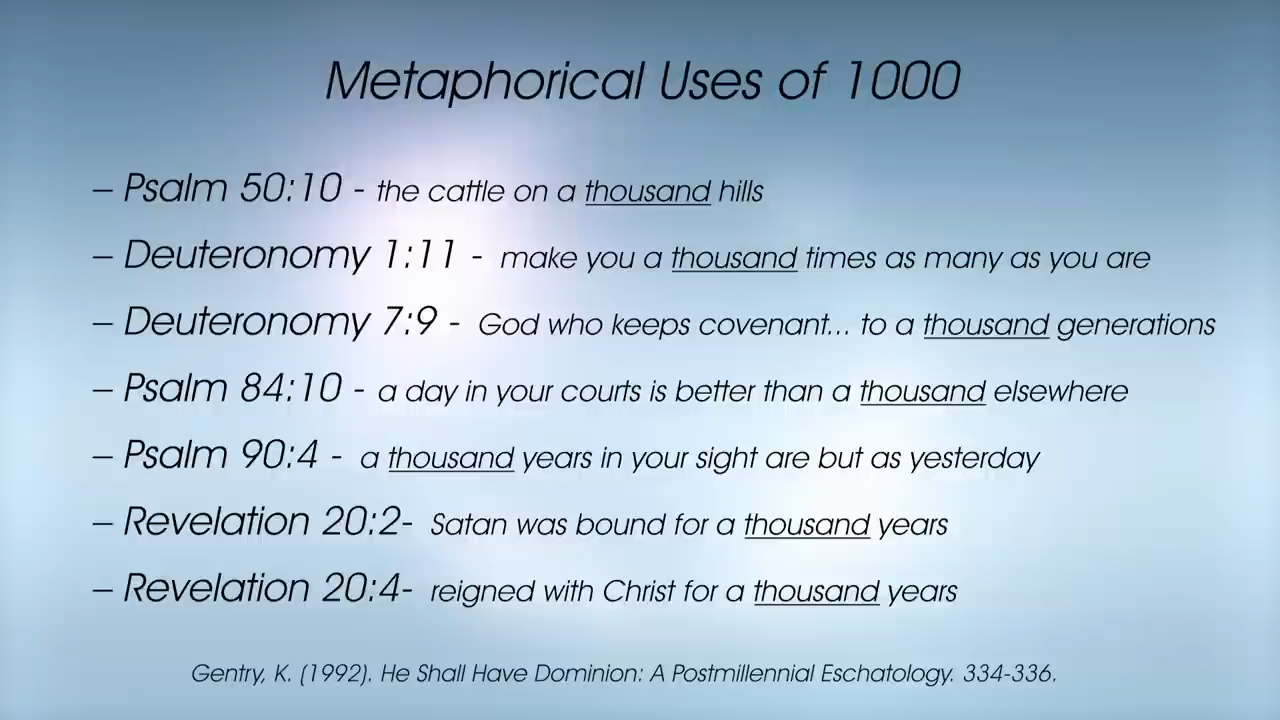 Metaphorical Uses of 1000
– Psalm 50:10 - the cattle on a thousand hills
– Deuteronomy 1:11 - make you a thousand times as many as you are
– Deuteronomy 7:9 - God who keeps covenant... to a thousand generations
– Psalm 84:10 - a day in your courts is better than a thousand elsewhere
– Psalm 90:4 - a thousand years in your sight are but as yesterday
– Revelation 20:2- Satan was bound for a thousand years
– Revelation 20:4- reigned with Christ for a thousand years
Gentry, K. (1992). He Shall Have Dominion: A Postmillennial Eschatology. 334-336.